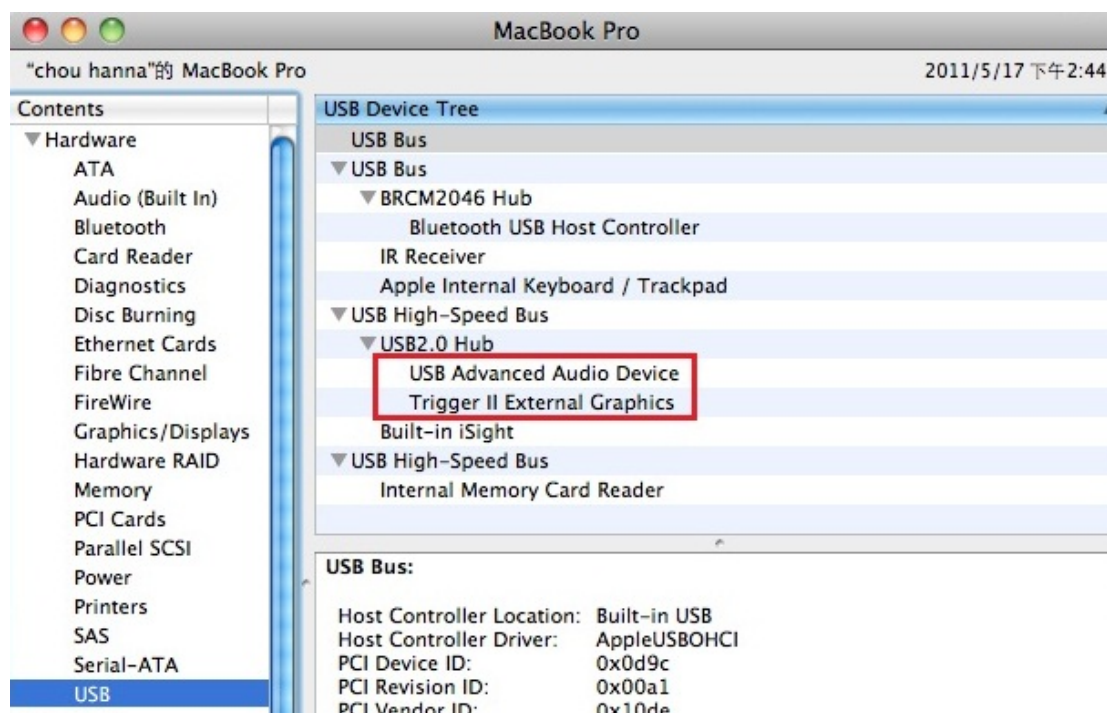 MacBook Pro
“chou hanna”的 MacBook Pro
2011/5/17 下午2:44
Contents
Hardware
ATA
Audio (Built In)
Bluetooth
Card Reader
Diagnostics
Disc Burning
Ethernet Cards
Fibre Channel
FireWire
Graphics/Displays
Hardware RAID
Memory
PCI Cards
Parallel SCSI
Power
Printers
SAS
Serial-ATA
USB
USB Device Tree
USB Bus
USB Bus
BRCM2046 Hub
Bluetooth USB Host Controller
IR Receiver
Apple Internal Keyboard / Trackpad
USB High-Speed Bus
USB2.0 Hub
USB Advanced Audio Device
Trigger II External Graphics
Built-in iSight
USB High-Speed Bus
Internal Memory Card Reader
USB Bus:
Host Controller Location: Built-in USB
Host Controller Driver: AppleUSBOHCI
PCI Device ID: 0x0d9c
PCI Revision ID: 0x00a1
PCI Vendor ID: 0x10de